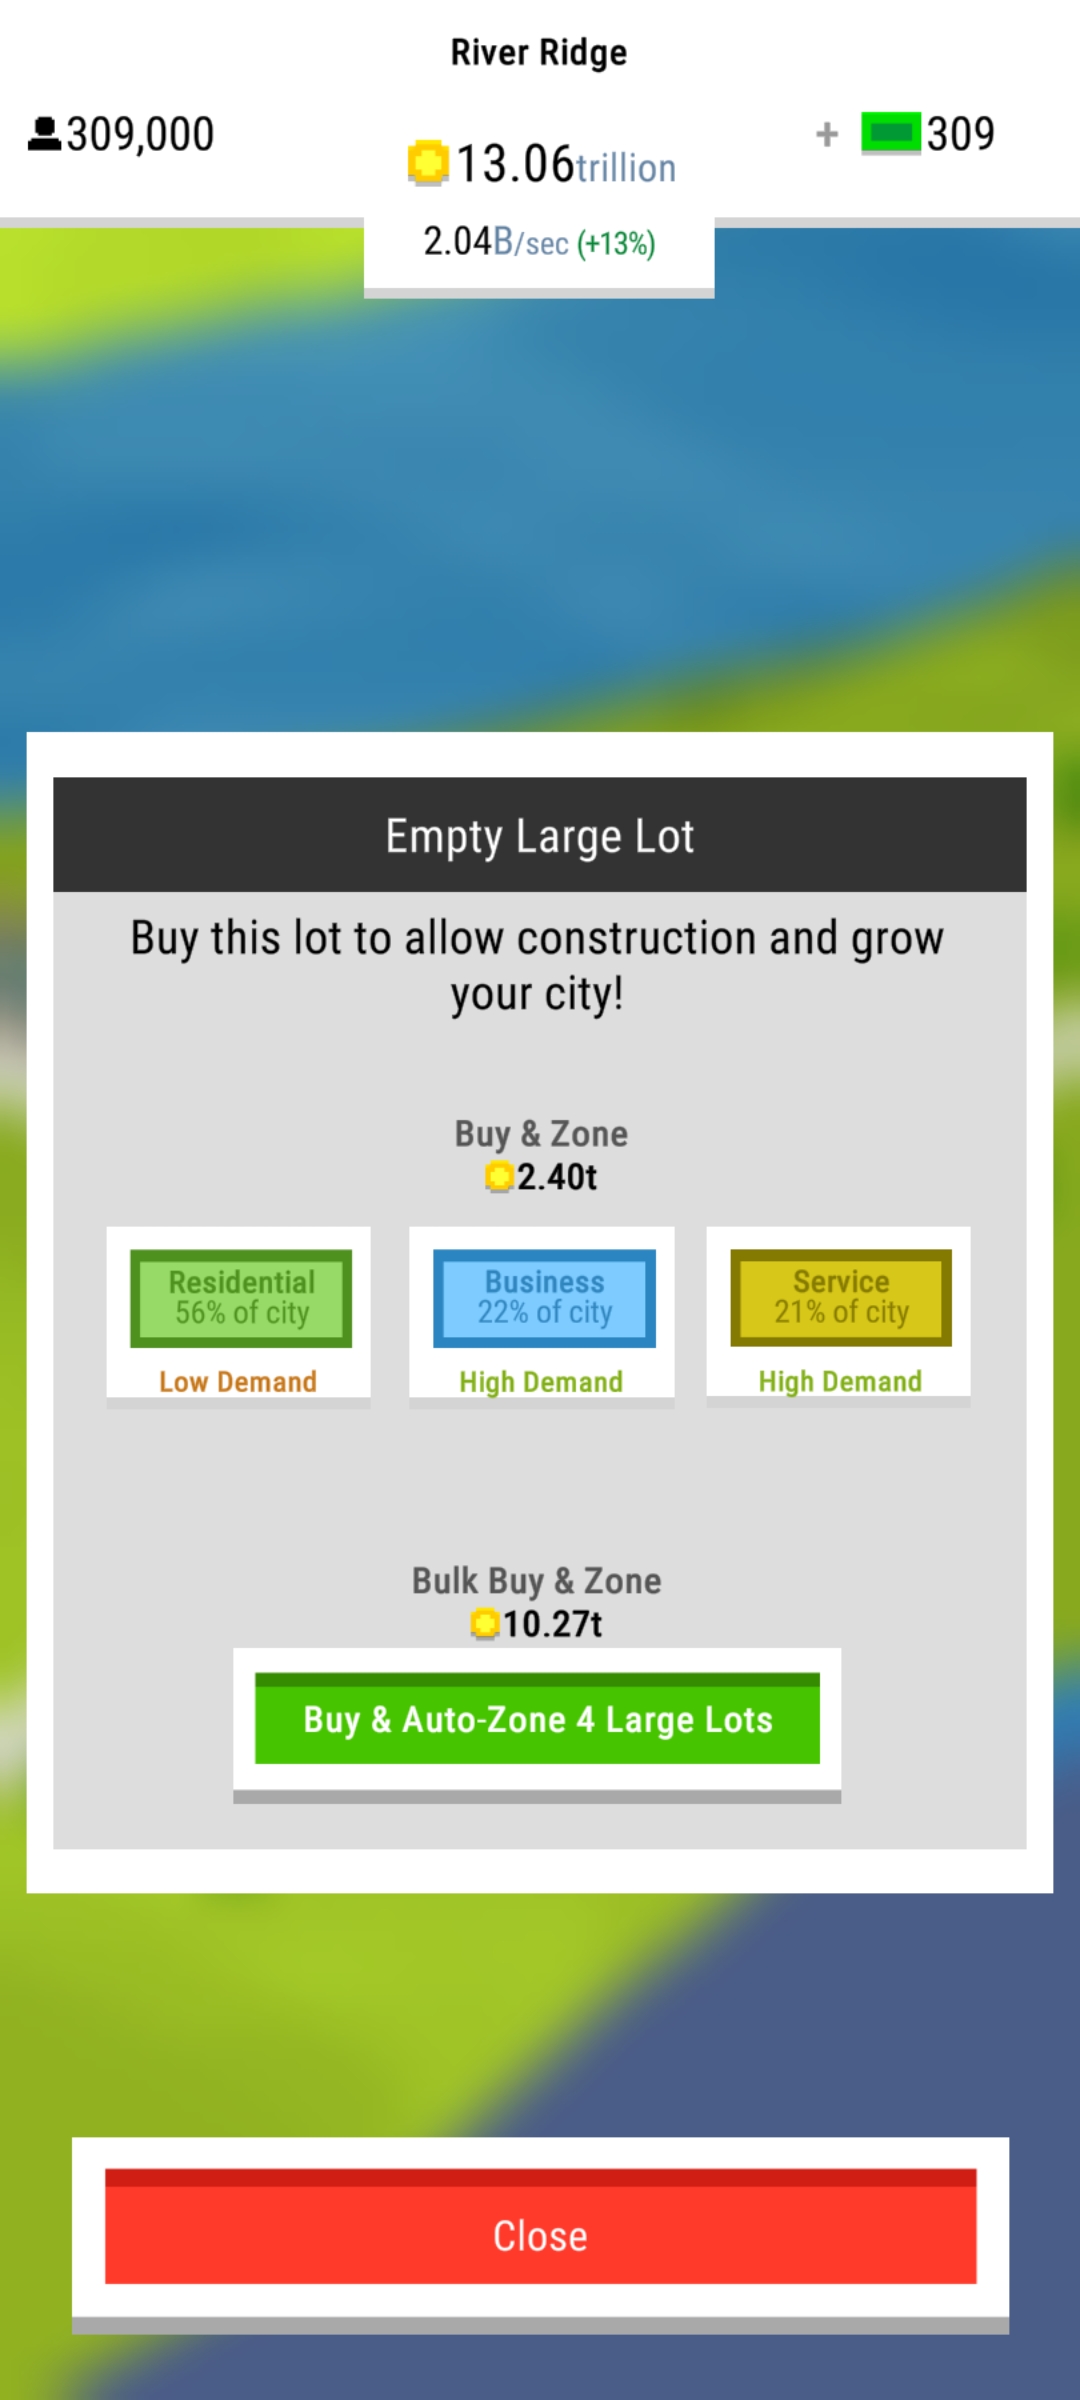 River Ridge
309,000
13.06trillion
+ 309
2.04B/sec (+13%)
Empty Large Lot
Buy this lot to allow construction and grow
your city!
Buy & Zone
2.40t
Residential
56% of city
Low Demand
Business
22% of city
High Demand
Service
21% of city
High Demand
Bulk Buy & Zone
10.27t
Buy & Auto-Zone 4 Large Lots
Close